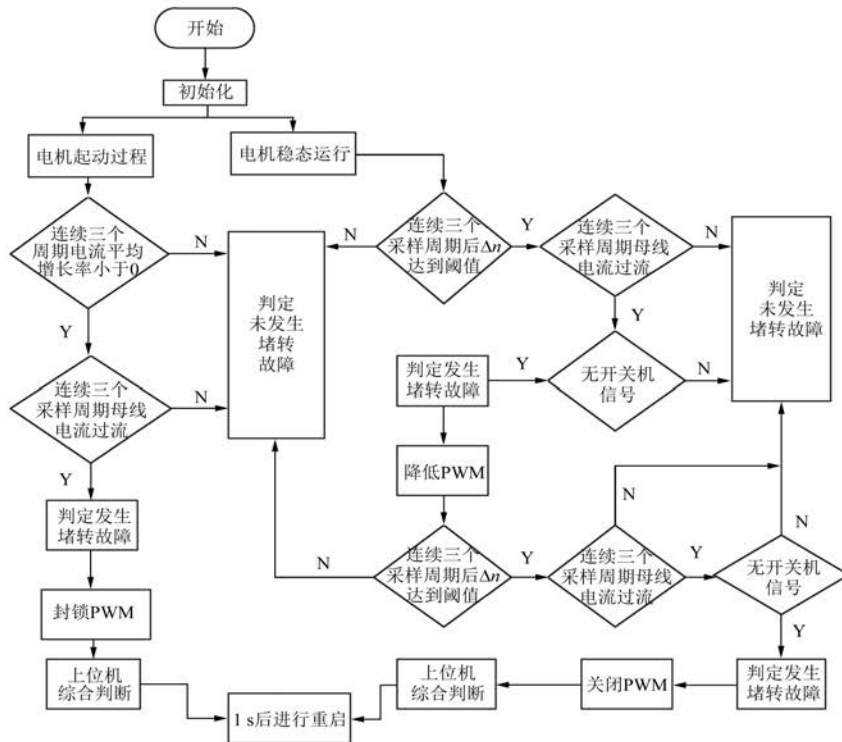 开始
初始化
电机起动过程
电机稳态运行
连续三个
周期电流平均
增长率小于0
N
Y
连续三个
采样周期母线
电流过流
N
Y
判定发生
堵转故障
封锁PWM
上位机
综合判断
判定
未发生
堵转
故障
连续三个
采样周期后Δn
达到阈值
N
Y
连续三个
采样周期母线
电流过流
N
Y
判定
未发生
堵转故障
无开关机
信号
N
Y
判定发生
堵转故障
降低PWM
连续三个
采样周期后Δn
达到阈值
N
Y
连续三个
采样周期母线
电流过流
N
Y
无开关机
信号
N
Y
判定发生
堵转故障
关闭PWM
上位机
综合判断
1 s后进行重启